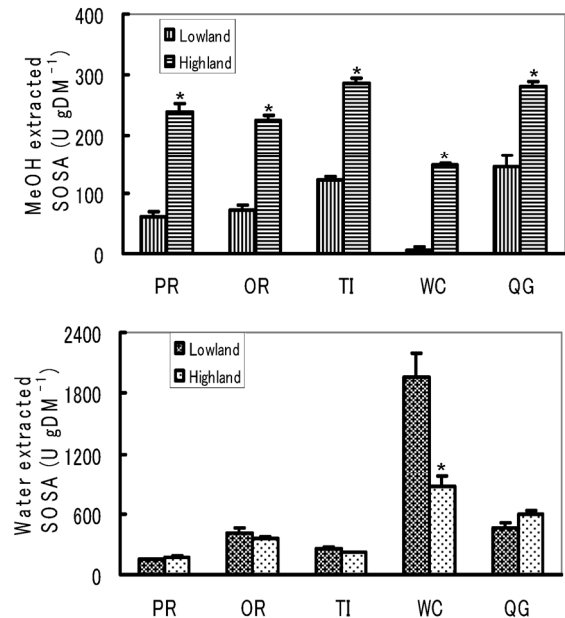 MeOH extracted
SOSA (U gDM⁻¹)
400
300
200
100
0
Lowland
Highland
*
*
*
*
*
PR OR TI WC QG
Water extracted
SOSA (U gDM⁻¹)
2400
1800
1200
600
0
Lowland
Highland
*
PR OR TI WC QG